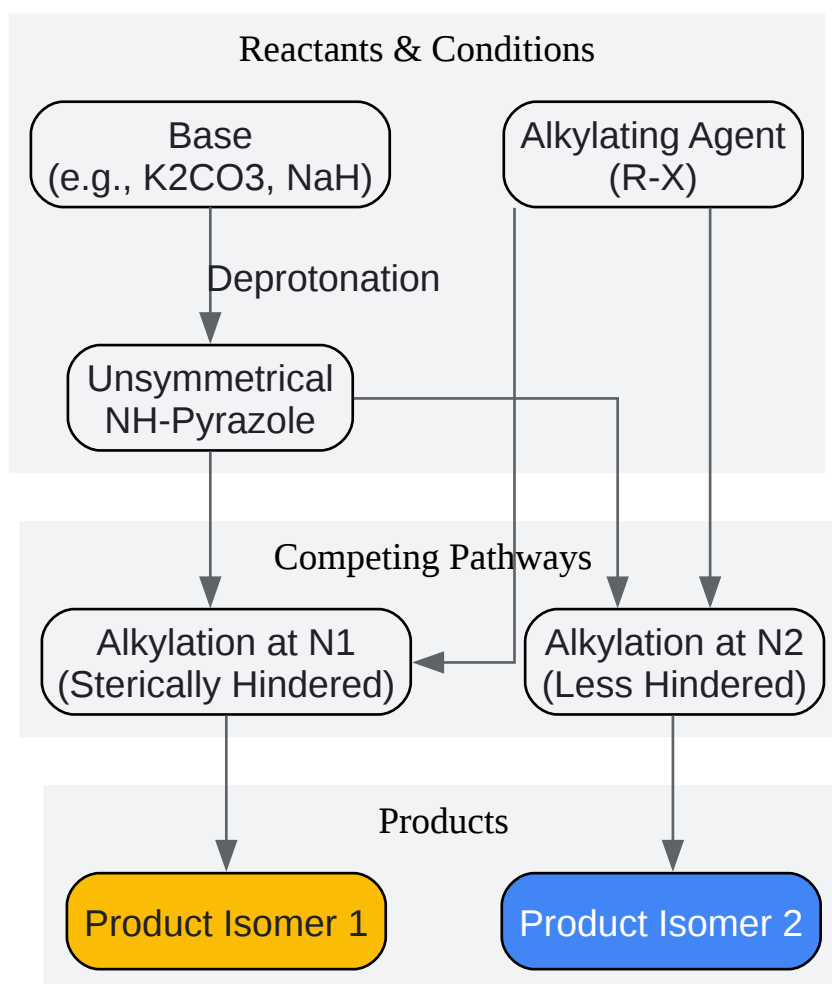 Reactants & Conditions
Base
(e.g., K2CO3, NaH)
Alkylating Agent
(R-X)
Deprotonation
Unsymmetrical
NH-Pyrazole
Competing Pathways
Alkylation at N1
(Sterically Hindered)
Alkylation at N2
(Less Hindered)
Products
Product Isomer 1
Product Isomer 2